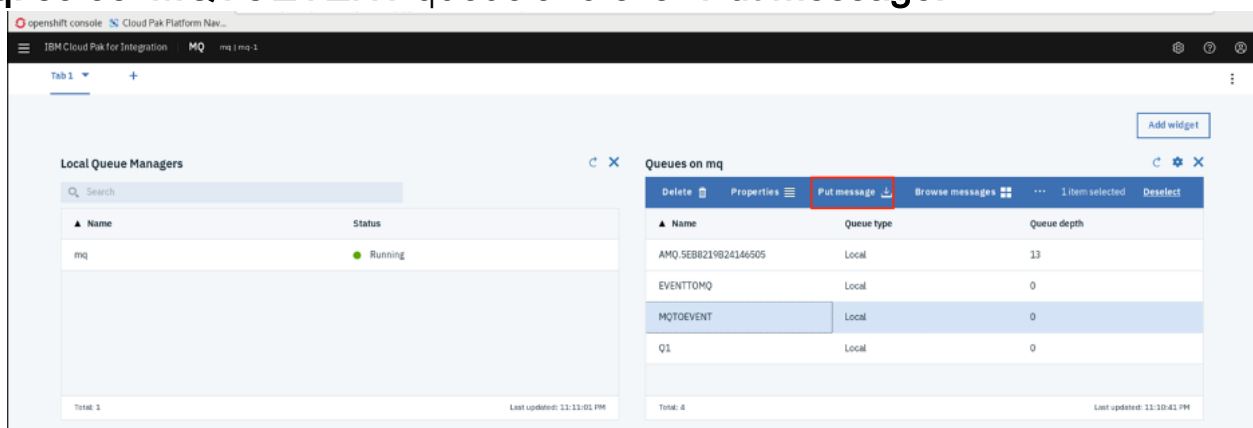 openshift console Cloud Pak Platform Nav...
IBM Cloud Pak for Integration MQ mq | mq-1
Tab 1 +
Add widget
Local Queue Managers
Search
Name Status
mq Running
Total: 1 Last updated: 11:11:01 PM
Queues on mq
Delete Properties Put message Browse messages ... 1 item selected Deselect
Name Queue type Queue depth
AMQ.5EB8219B24146505 Local 13
EVENTTOMQ Local 0
MQTOEVENT Local 0
Q1 Local 0
Total: 4 Last updated: 11:10:41 PM